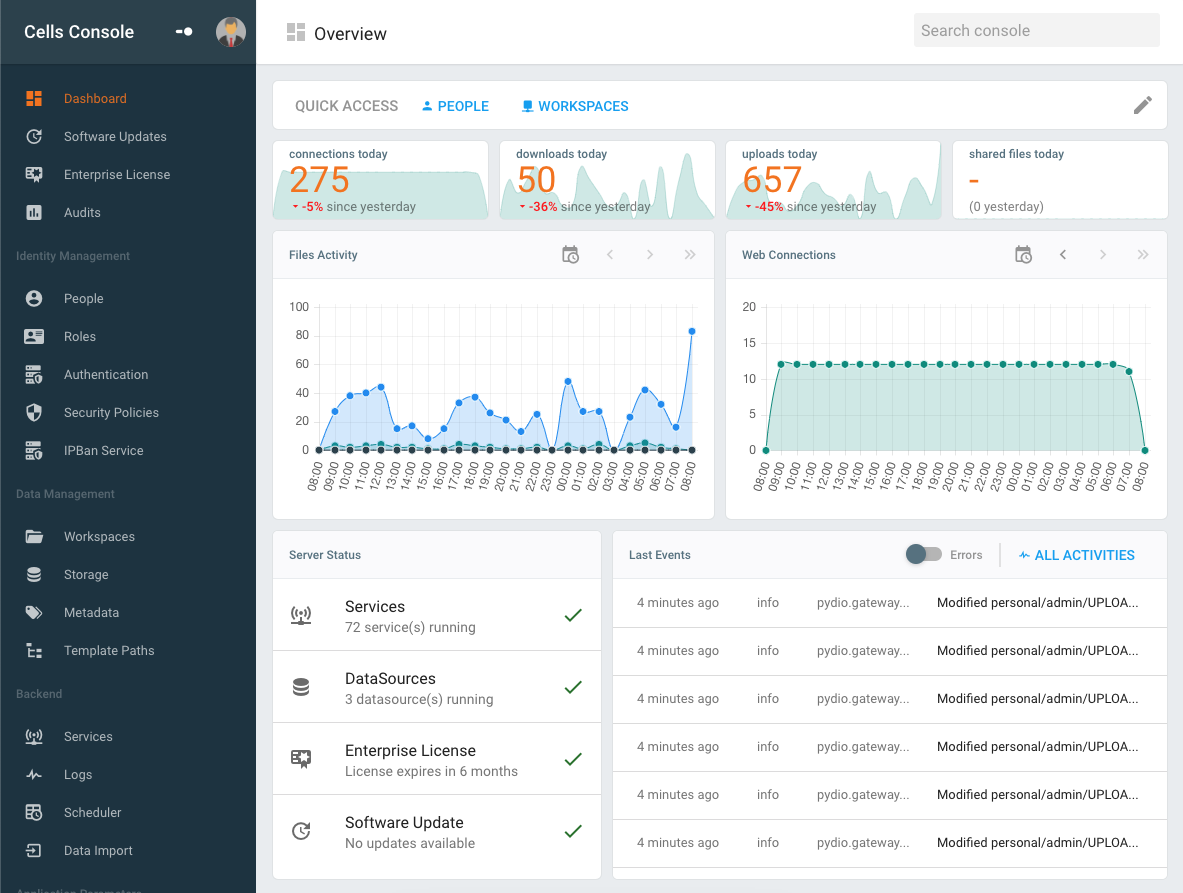 Cells Console
Overview
Search console
Dashboard
Software Updates
Enterprise License
Audits
Identity Management
People
Roles
Authentication
Security Policies
IPBan Service
Data Management
Workspaces
Storage
Metadata
Template Paths
Backend
Services
Logs
Scheduler
Data Import
Application Parameters
QUICK ACCESS PEOPLE WORKSPACES
connections today
275
-5% since yesterday
downloads today
50
-36% since yesterday
uploads today
657
-45% since yesterday
shared files today
-
(0 yesterday)
Files Activity
100
80
60
40
20
0
08:00 09:00 10:00 11:00 12:00 13:00 14:00 15:00 16:00 17:00 18:00 19:00 20:00 21:00 22:00 23:00 00:00 01:00 02:00 03:00 04:00 05:00 06:00 07:00 08:00
Web Connections
20
15
10
5
0
08:00 09:00 10:00 11:00 12:00 13:00 14:00 15:00 16:00 17:00 18:00 19:00 20:00 21:00 22:00 23:00 00:00 01:00 02:00 03:00 04:00 05:00 06:00 07:00 08:00
Server Status
Services
72 service(s) running
DataSources
3 datasource(s) running
Enterprise License
License expires in 6 months
Software Update
No updates available
Last Events Errors ALL ACTIVITIES
4 minutes ago info pydio.gateway... Modified personal/admin/UPLOA...
4 minutes ago info pydio.gateway... Modified personal/admin/UPLOA...
4 minutes ago info pydio.gateway... Modified personal/admin/UPLOA...
4 minutes ago info pydio.gateway... Modified personal/admin/UPLOA...
4 minutes ago info pydio.gateway... Modified personal/admin/UPLOA...
4 minutes ago info pydio.gateway... Modified personal/admin/UPLOA...